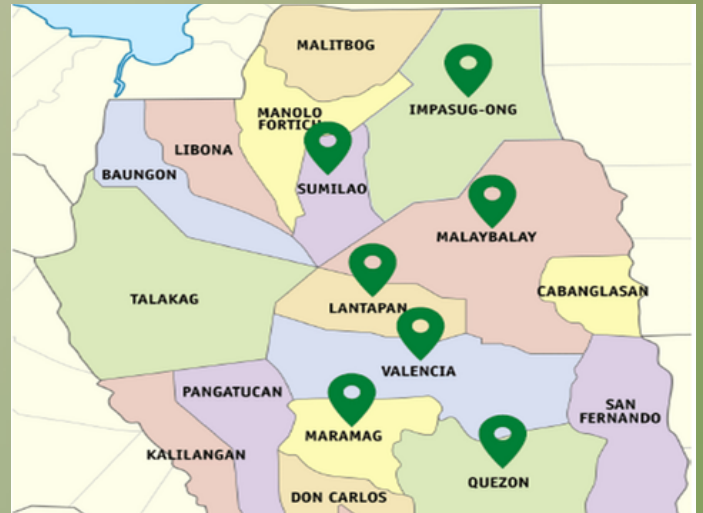 MALITBOG
IMPASUG-ONG
MANOLO
FORTICH
LIBONA
BAUNGON
SUMILAO
MALAYBALAY
CABANGLASAN
TALAKAG
LANTAPAN
VALENCIA
PANGATUCAN
SAN
FERNANDO
MARAMAG
KALILANGAN
QUEZON
DON CARLOS